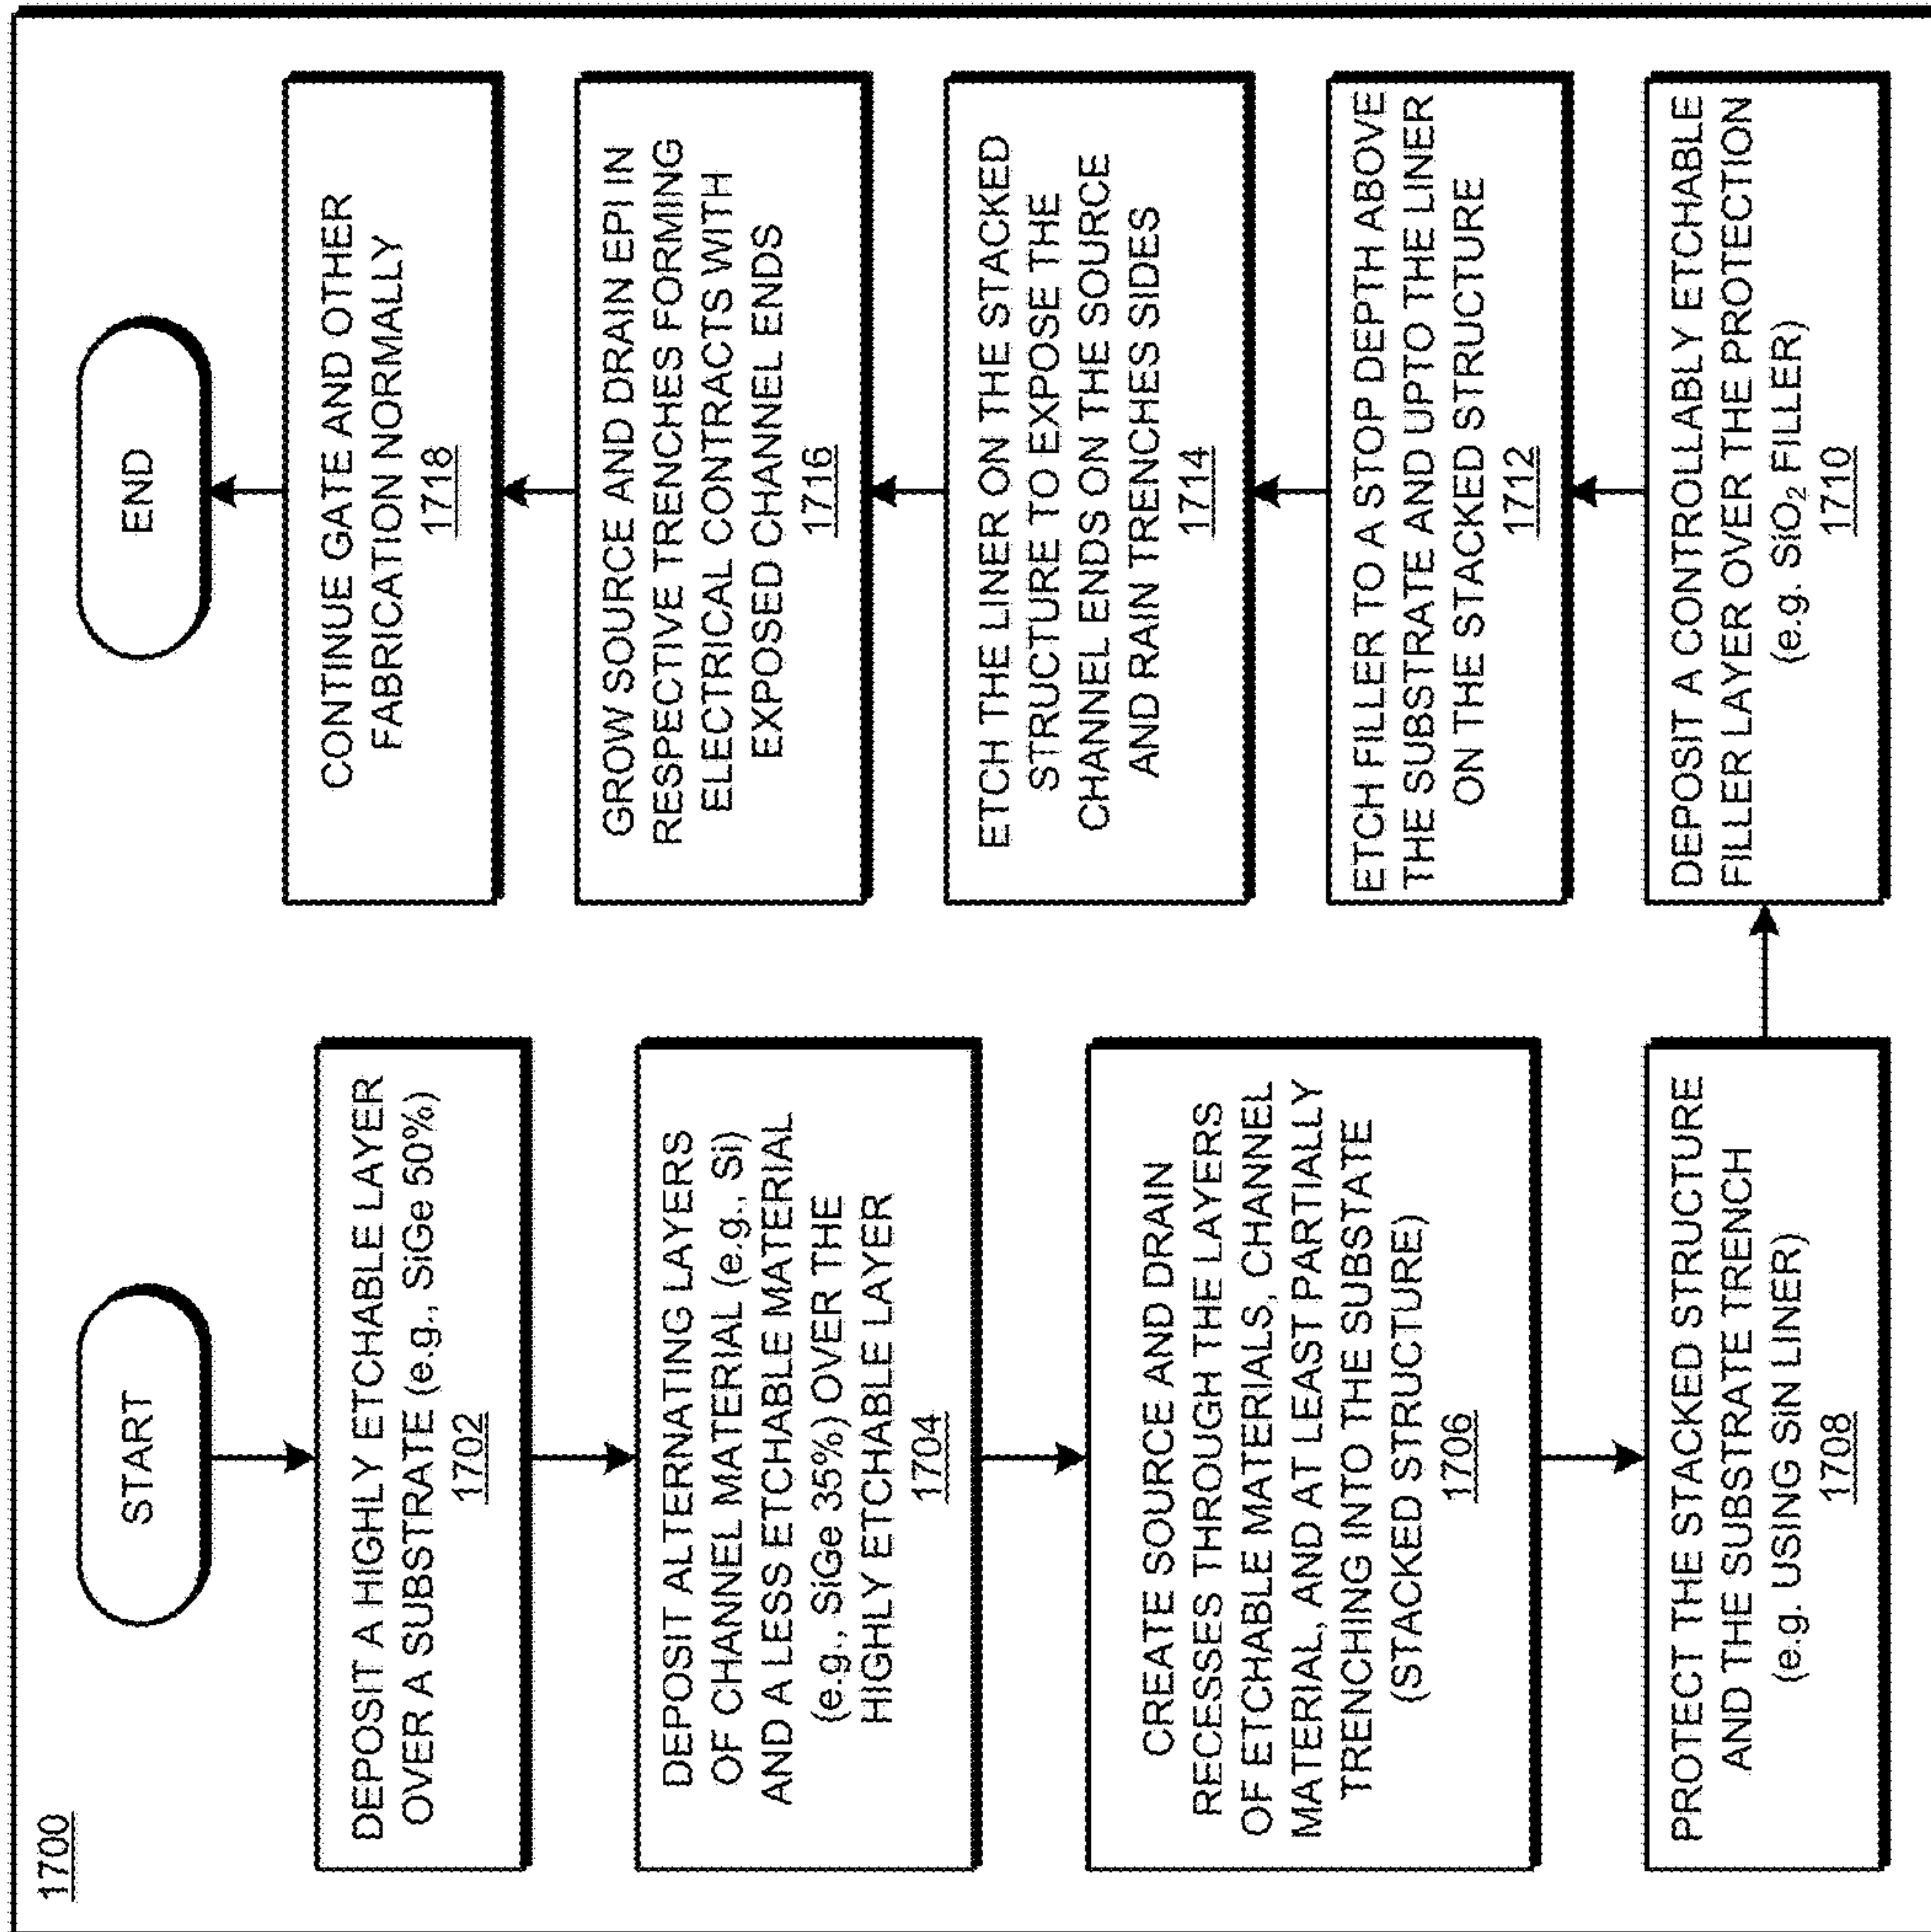 1700
START
DEPOSIT A HIGHLY ETCHABLE LAYER
OVER A SUBSTRATE (e.g., SiGe 50%)
1702
DEPOSIT ALTERNATING LAYERS
OF CHANNEL MATERIAL (e.g., Si)
AND A LESS ETCHABLE MATERIAL
(e.g., SiGe 35%) OVER THE
HIGHLY ETCHABLE LAYER
1704
CREATE SOURCE AND DRAIN
RECESSES THROUGH THE LAYERS
OF ETCHABLE MATERIALS, CHANNEL
MATERIAL, AND AT LEAST PARTIALLY
TRENCHING INTO THE SUBSTATE
(STACKED STRUCTURE)
1706
PROTECT THE STACKED STRUCTURE
AND THE SUBSTRATE TRENCH
(e.g. USING SiN LINER)
1708
DEPOSIT A CONTROLLABLY ETCHABLE
FILLER LAYER OVER THE PROTECTION
(e.g. SiO₂ FILLER)
1710
ETCH FILLER TO A STOP DEPTH ABOVE
THE SUBSTRATE AND UPTO THE LINER
ON THE STACKED STRUCTURE
1712
ETCH THE LINER ON THE STACKED
STRUCTURE TO EXPOSE THE
CHANNEL ENDS ON THE SOURCE
AND RAIN TRENCHES SIDES
1714
GROW SOURCE AND DRAIN EPI IN
RESPECTIVE TRENCHES FORMING
ELECTRICAL CONTRACTS WITH
EXPOSED CHANNEL ENDS
1716
CONTINUE GATE AND OTHER
FABRICATION NORMALLY
1718
END